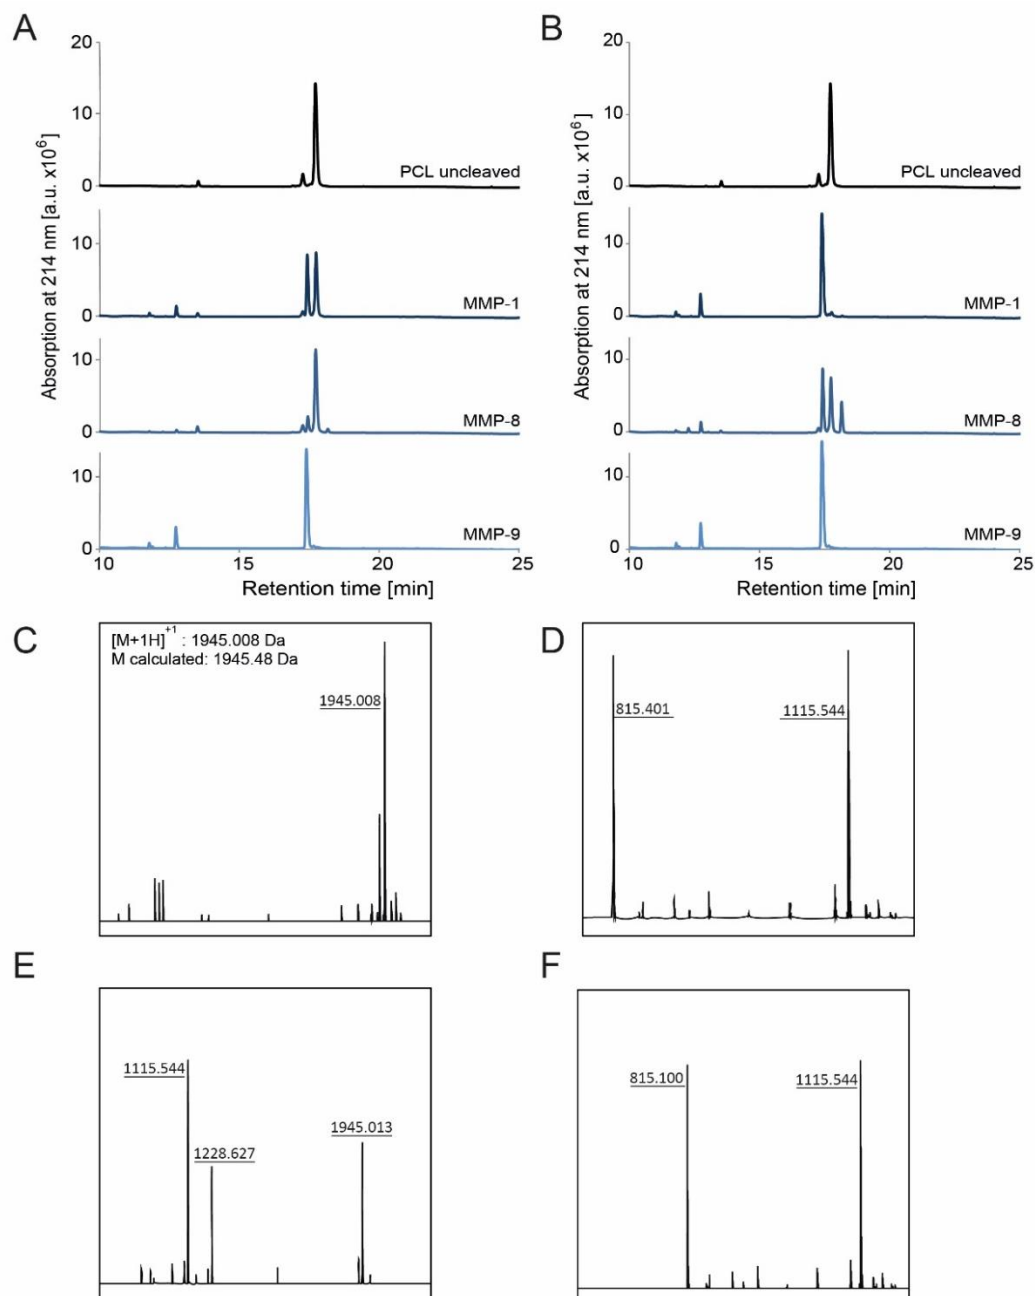 A
B
Absorption at 214 nm [a.u. x10⁶]
20
10
0
PCL uncleaved
10
0
MMP-1
10
0
MMP-8
10
0
MMP-9
10
15
20
25
Retention time [min]
Absorption at 214 nm [a.u. x10⁶]
20
10
0
PCL uncleaved
10
0
MMP-1
10
0
MMP-8
10
0
MMP-9
10
15
20
25
Retention time [min]
C
[M+1H]⁺¹ : 1945.008 Da
M calculated: 1945.48 Da
1945.008
D
815.401
1115.544
E
1115.544
1228.627
1945.013
F
815.100
1115.544